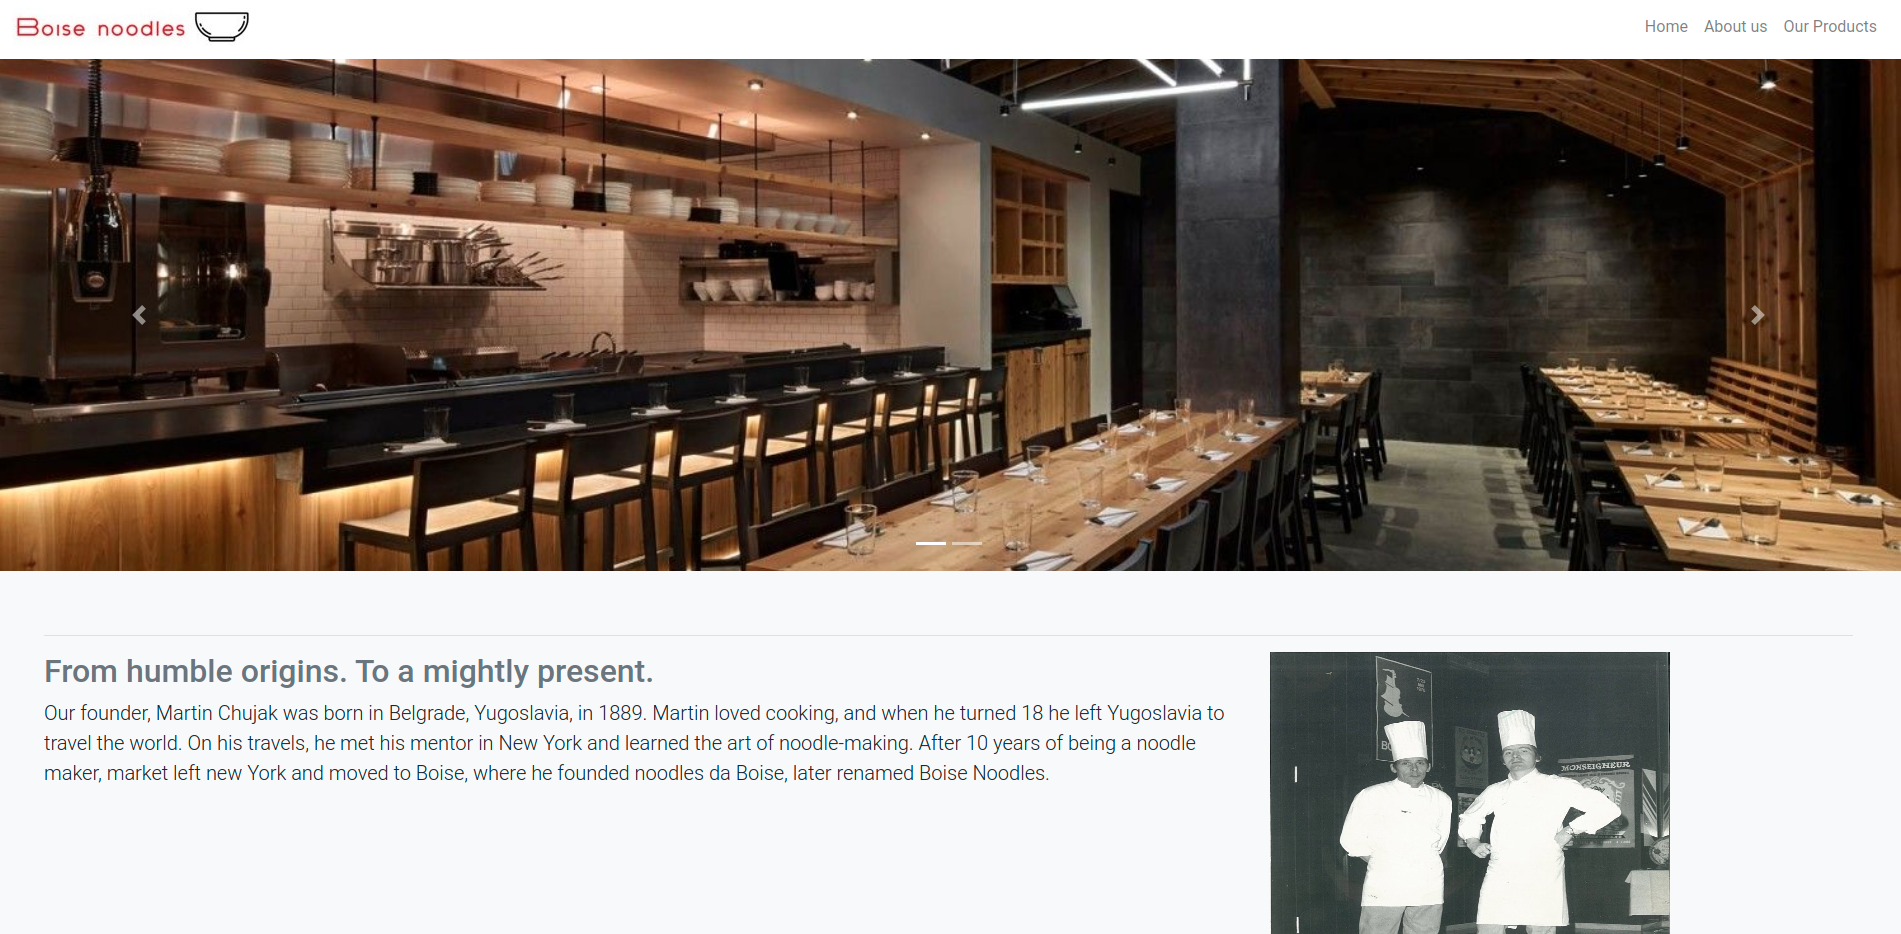 Boise noodles
Home About us Our Products
From humble origins. To a mightly present.
Our founder, Martin Chujak was born in Belgrade, Yugoslavia, in 1889. Martin loved cooking, and when he turned 18 he left Yugoslavia to
travel the world. On his travels, he met his mentor in New York and learned the art of noodle-making. After 10 years of being a noodle
maker, market left new York and moved to Boise, where he founded noodles da Boise, later renamed Boise Noodles.
MONSEIGNEUR